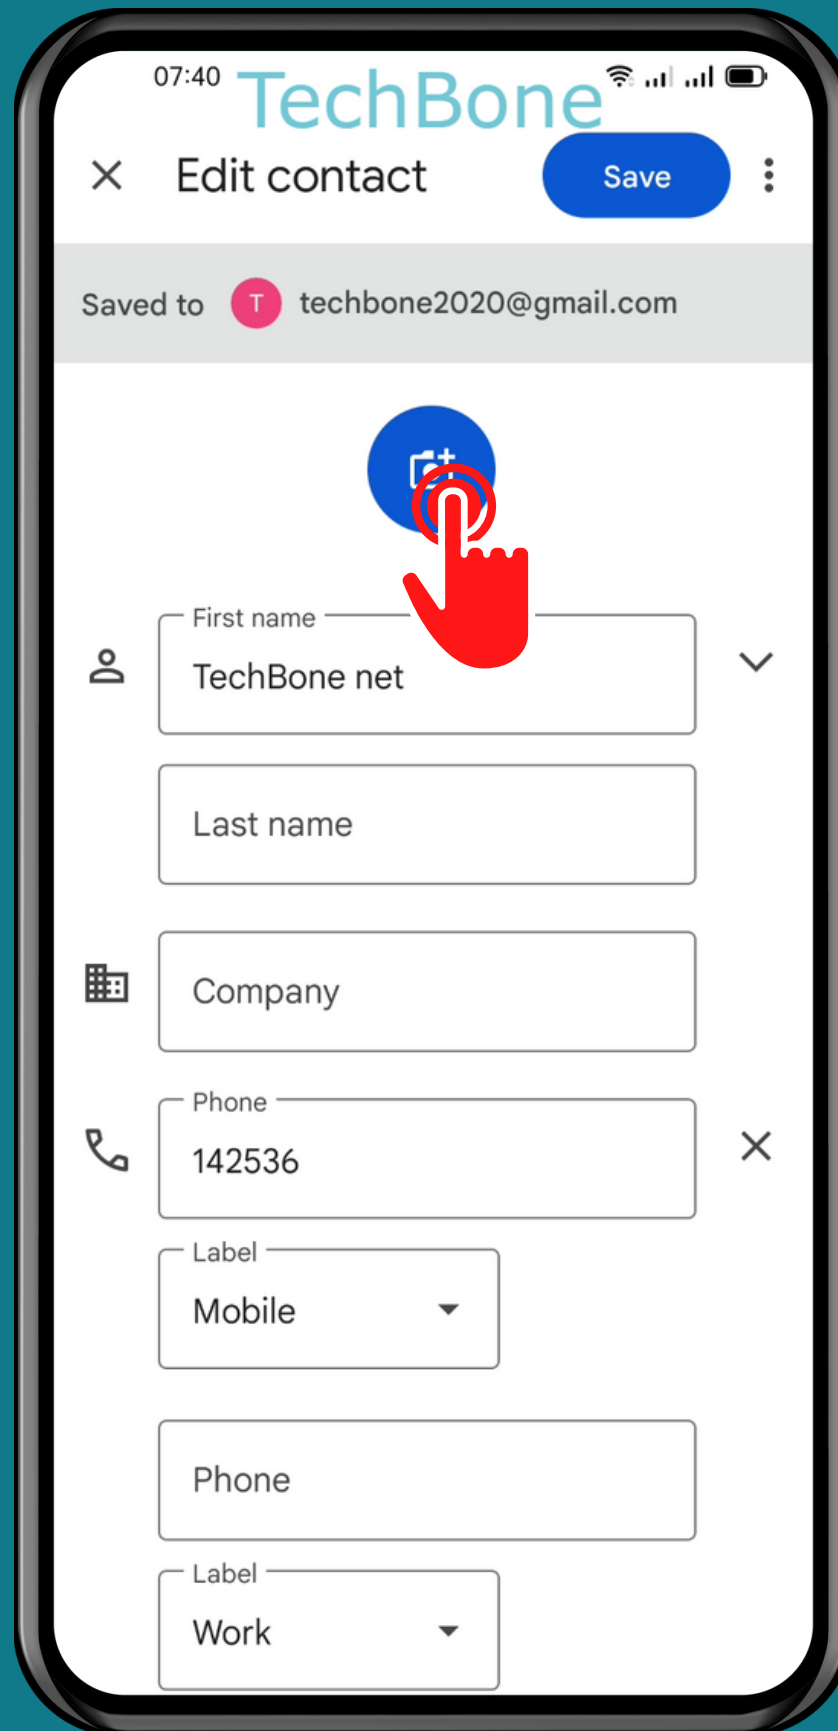 07:40
TechBone
Edit contact
Save
Saved to T techbone2020@gmail.com
First name
TechBone net
Last name
Company
Phone
142536
Label
Mobile
Phone
Label
Work